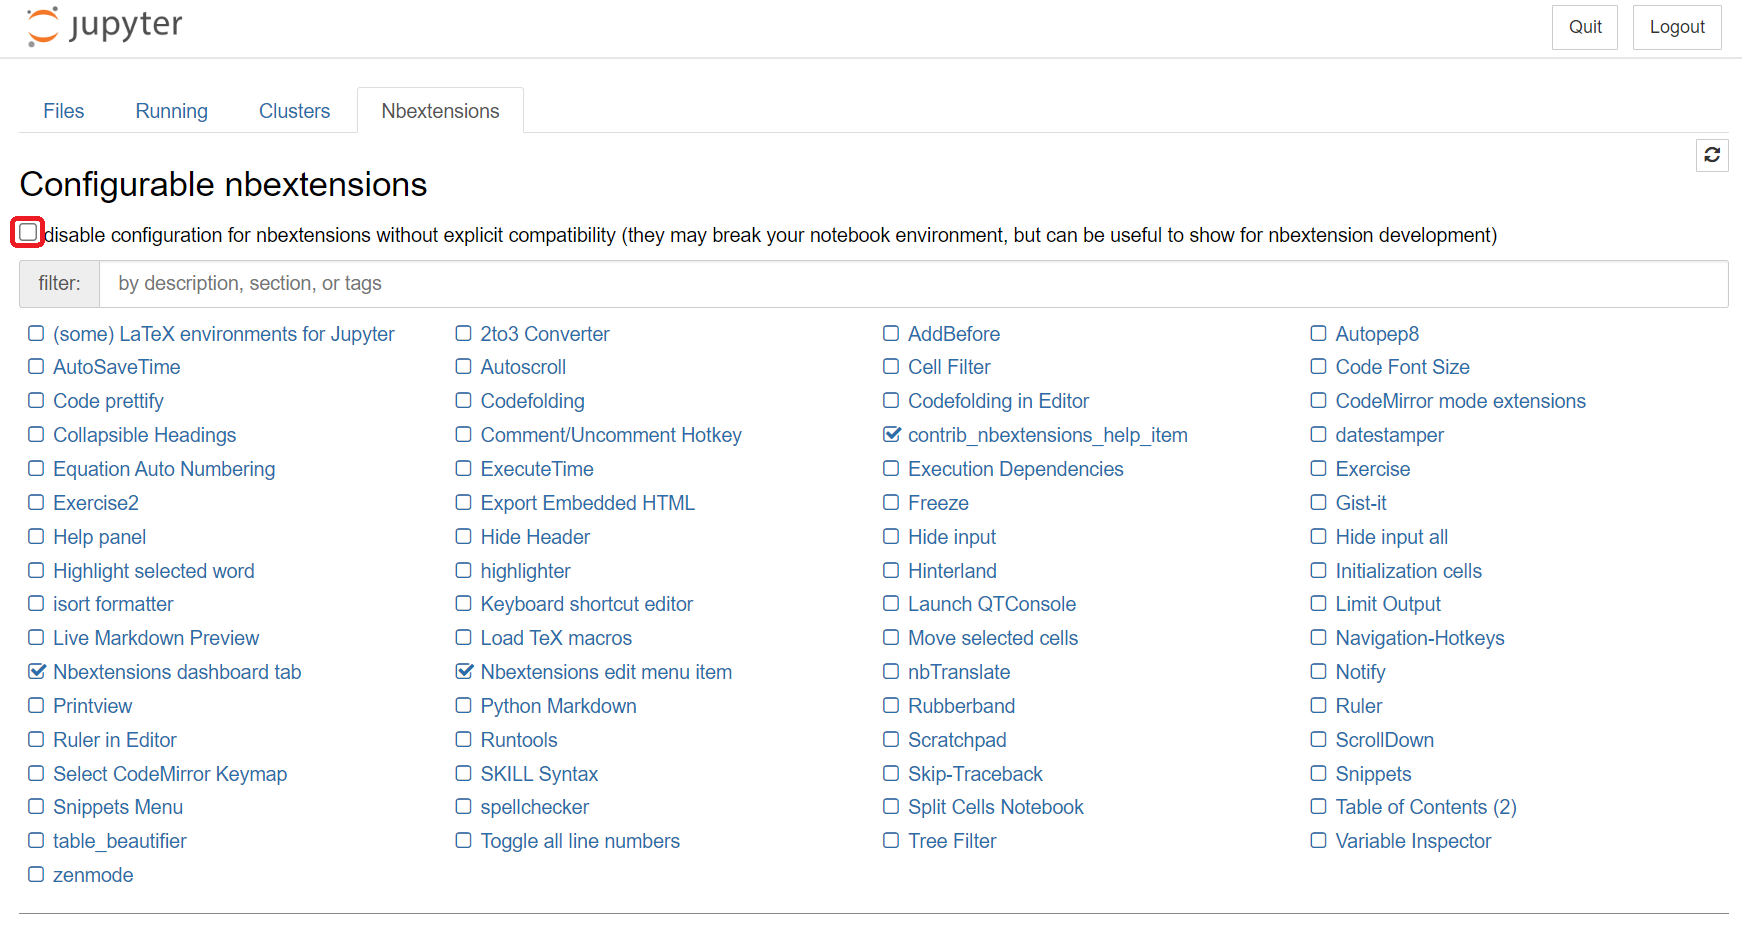 jupyter Quit Logout
Files Running Clusters Nbextensions
Configurable nbextensions
disable configuration for nbextensions without explicit compatibility (they may break your notebook environment, but can be useful to show for nbextension development)
filter: by description, section, or tags
(some) LaTeX environments for Jupyter 2to3 Converter AddBefore Autopep8
AutoSaveTime Autoscroll Cell Filter Code Font Size
Code prettify Codefolding Codefolding in Editor CodeMirror mode extensions
Collapsible Headings Comment/Uncomment Hotkey contrib_nbextensions_help_item datestamper
Equation Auto Numbering ExecuteTime Execution Dependencies Exercise
Exercise2 Export Embedded HTML Freeze Gist-it
Help panel Hide Header Hide input Hide input all
Highlight selected word highlighter Hinterland Initialization cells
isort formatter Keyboard shortcut editor Launch QTConsole Limit Output
Live Markdown Preview Load TeX macros Move selected cells Navigation-Hotkeys
Nbextensions dashboard tab Nbextensions edit menu item nbTranslate Notify
Printview Python Markdown Rubberband Ruler
Ruler in Editor Runtools Scratchpad ScrollDown
Select CodeMirror Keymap SKILL Syntax Skip-Traceback Snippets
Snippets Menu spellchecker Split Cells Notebook Table of Contents (2)
table_beautifier Toggle all line numbers Tree Filter Variable Inspector
zenmode